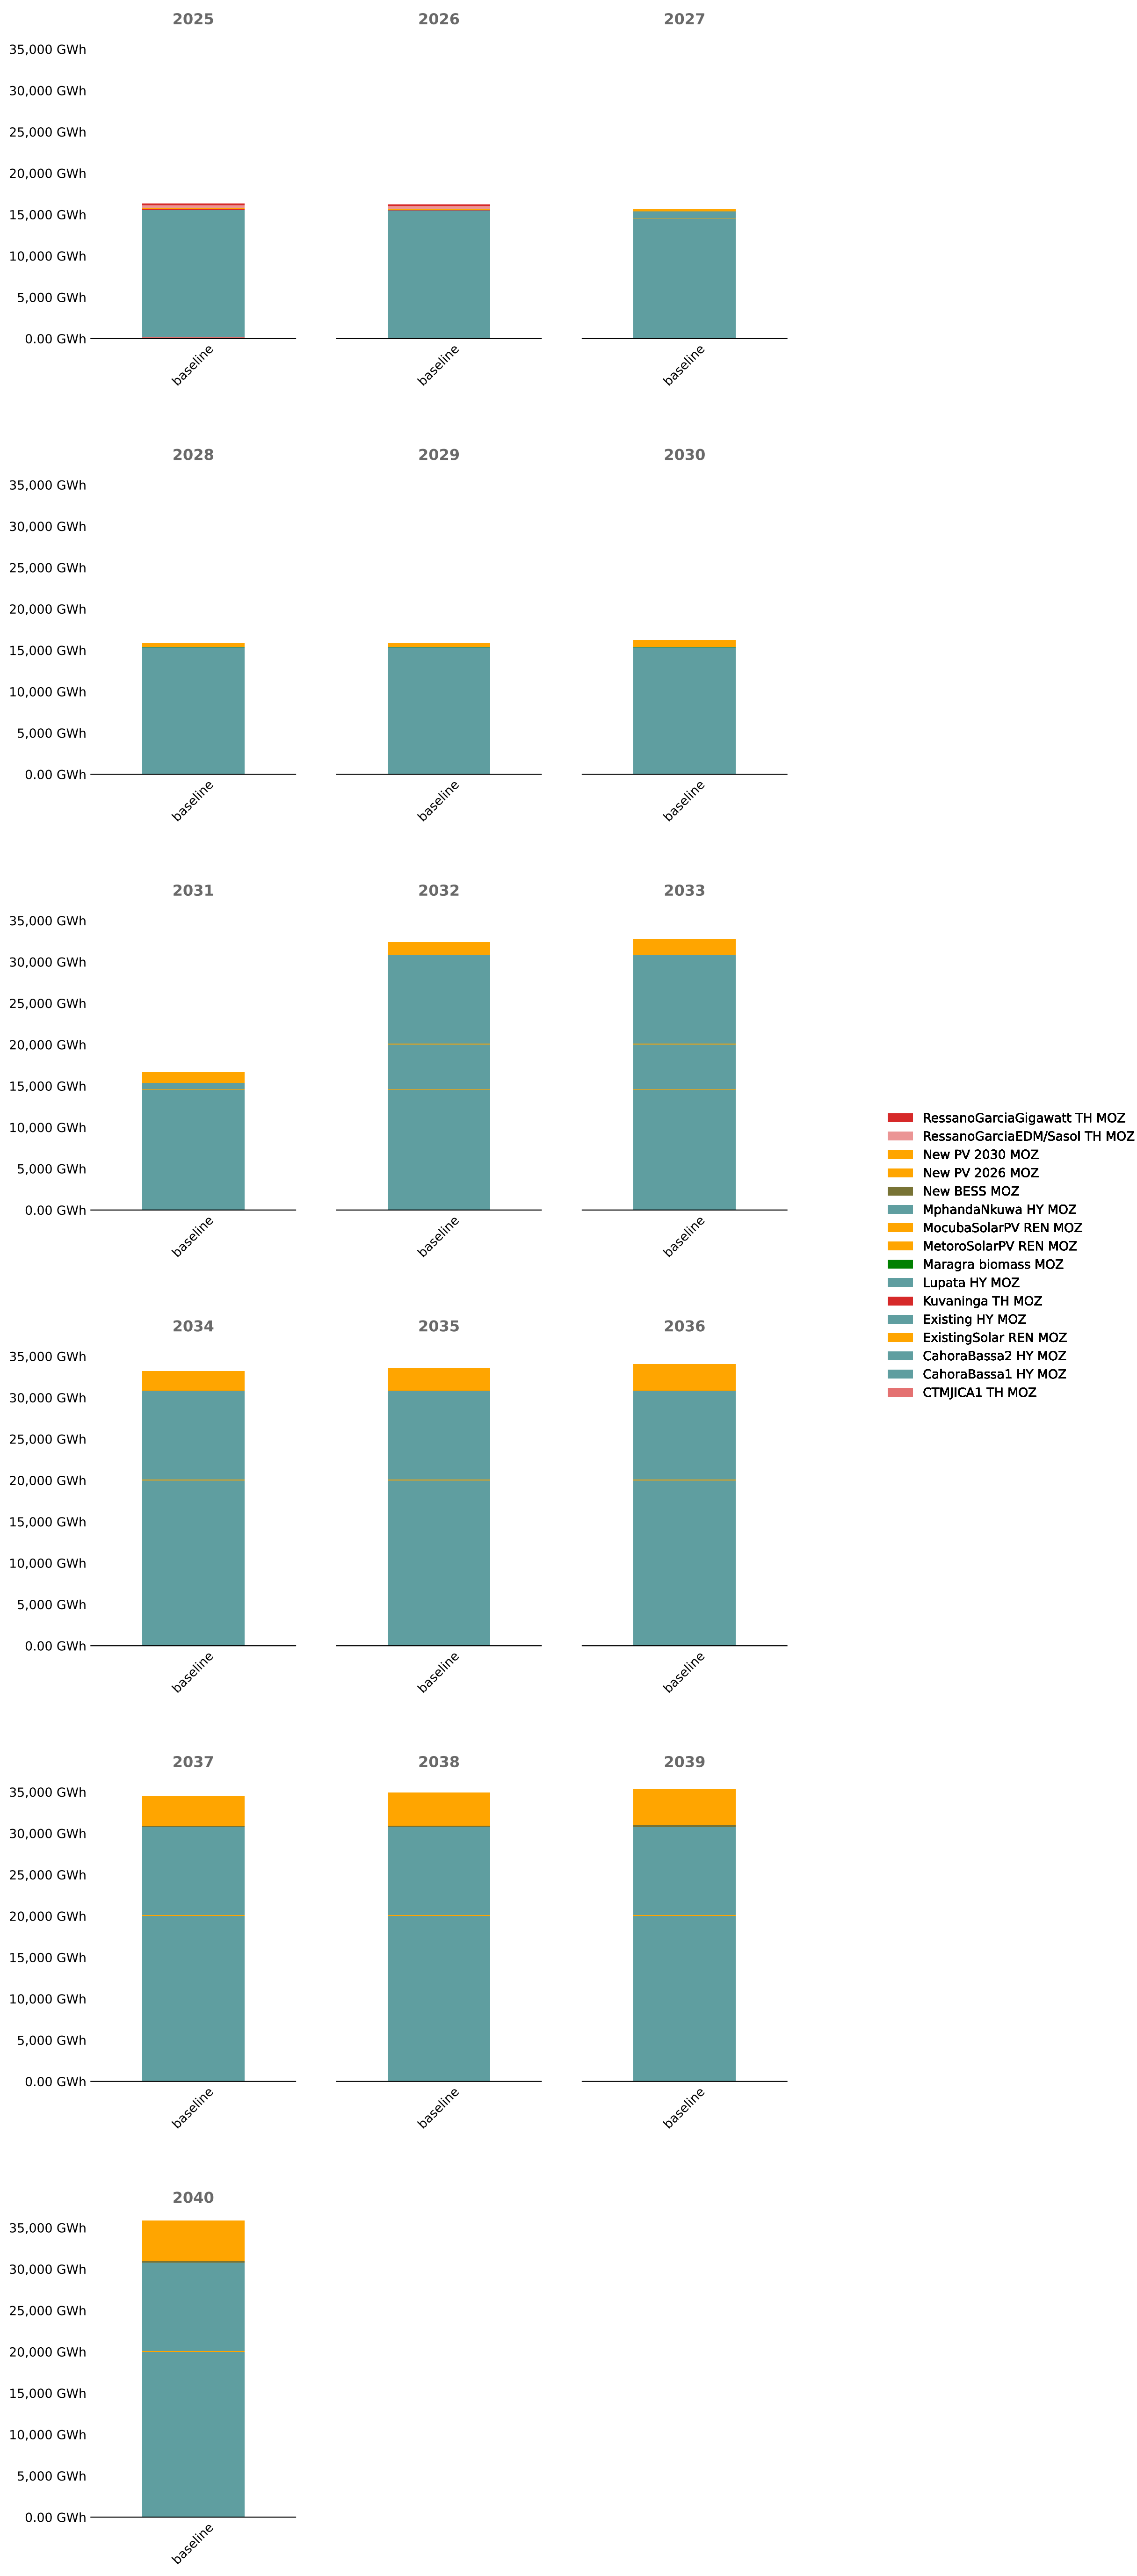 2025
2026
2027
35,000 GWh
30,000 GWh
25,000 GWh
20,000 GWh
15,000 GWh
10,000 GWh
5,000 GWh
0.00 GWh
baseline
baseline
baseline
2028
2029
2030
35,000 GWh
30,000 GWh
25,000 GWh
20,000 GWh
15,000 GWh
10,000 GWh
5,000 GWh
0.00 GWh
baseline
baseline
baseline
2031
2032
2033
35,000 GWh
30,000 GWh
25,000 GWh
20,000 GWh
15,000 GWh
10,000 GWh
5,000 GWh
0.00 GWh
baseline
baseline
baseline
RessanoGarciaGigawatt TH MOZ
RessanoGarciaEDM/Sasol TH MOZ
New PV 2030 MOZ
New PV 2026 MOZ
New BESS MOZ
MphandaNkuwa HY MOZ
MocubaSolarPV REN MOZ
MetoroSolarPV REN MOZ
Maragra biomass MOZ
Lupata HY MOZ
Kuvaninga TH MOZ
Existing HY MOZ
ExistingSolar REN MOZ
CahoraBassa2 HY MOZ
CahoraBassa1 HY MOZ
CTMJICA1 TH MOZ
2034
2035
2036
35,000 GWh
30,000 GWh
25,000 GWh
20,000 GWh
15,000 GWh
10,000 GWh
5,000 GWh
0.00 GWh
baseline
baseline
baseline
2037
2038
2039
35,000 GWh
30,000 GWh
25,000 GWh
20,000 GWh
15,000 GWh
10,000 GWh
5,000 GWh
0.00 GWh
baseline
baseline
baseline
2040
35,000 GWh
30,000 GWh
25,000 GWh
20,000 GWh
15,000 GWh
10,000 GWh
5,000 GWh
0.00 GWh
baseline